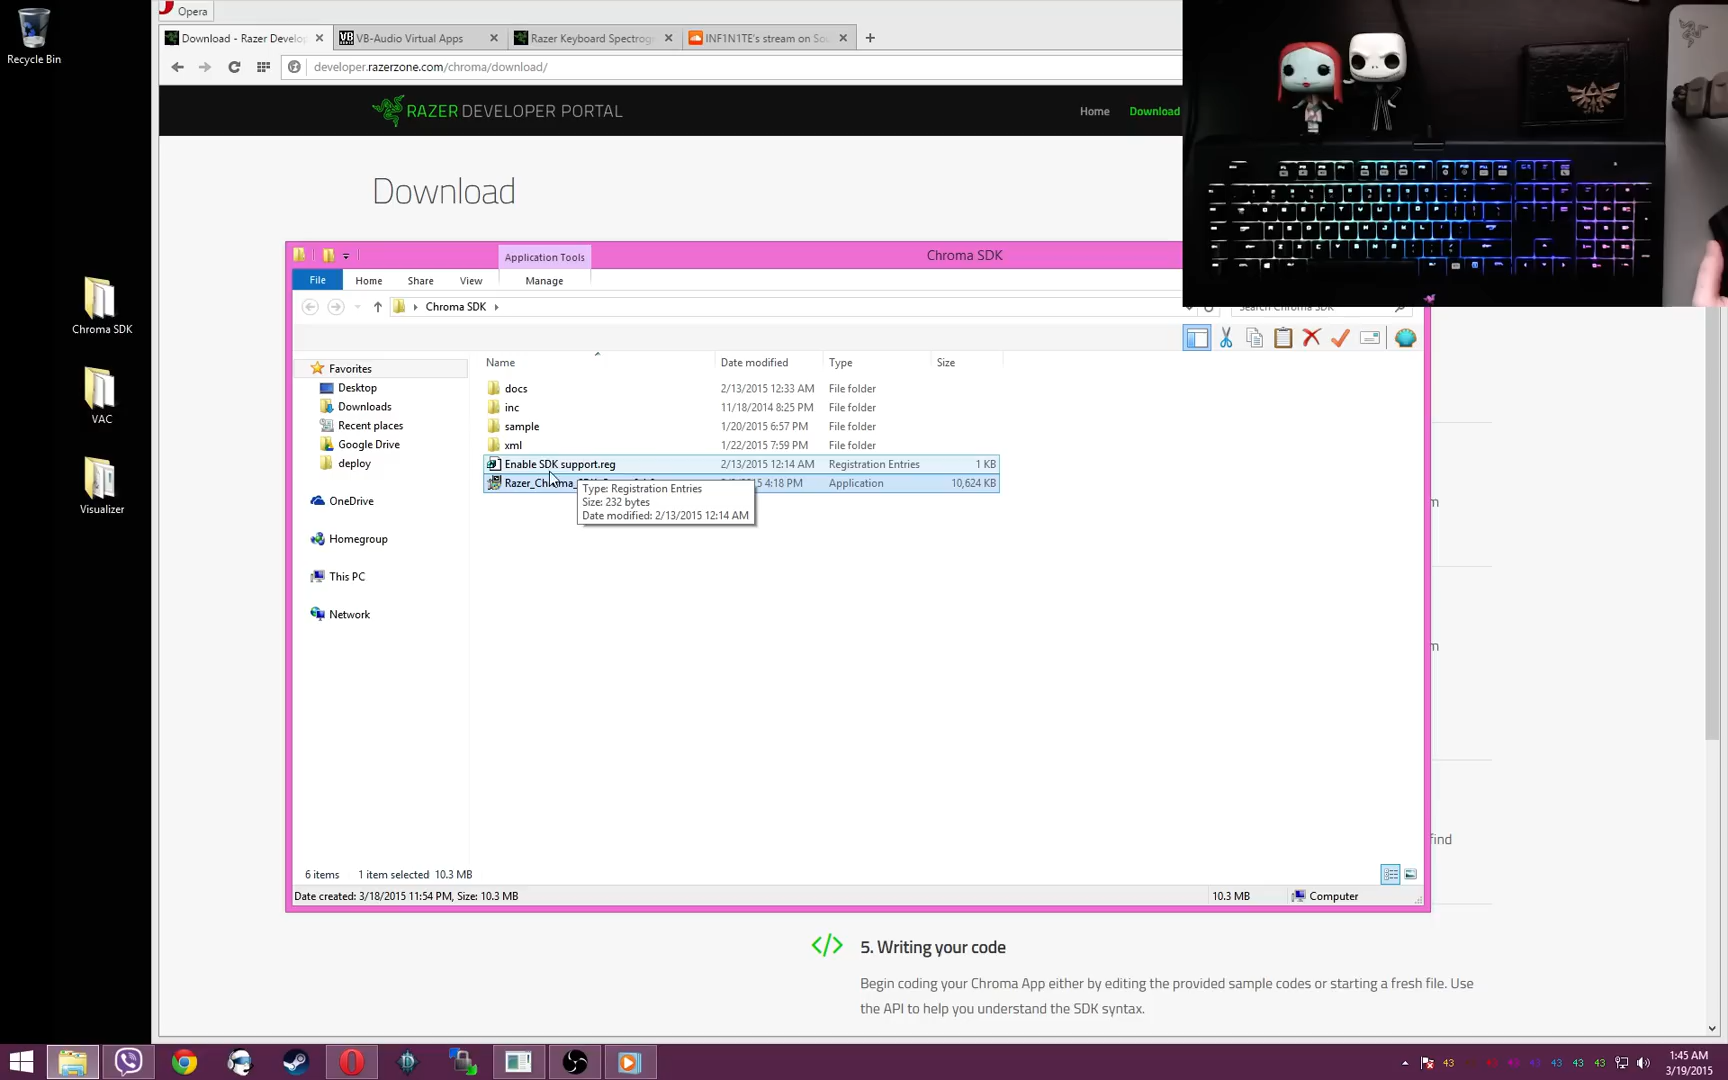 Opera
Recycle Bin
Download - Razer Develop
VB-Audio Virtual Apps
Razer Keyboard Spectrogr
INF1N1TE's stream on Sou
developer.razerzone.com/chroma/download/
RAZER DEVELOPER PORTAL
Home
Download
Download
Application Tools
Chroma SDK
File
Home
Share
View
Manage
Chroma SDK
Search Chroma SDK
Name
Date modified
Type
Size
Favorites
Desktop
Downloads
Recent places
Google Drive
deploy
OneDrive
Homegroup
This PC
Network
docs 2/13/2015 12:33 AM File folder
inc 11/18/2014 8:25 PM File folder
sample 1/20/2015 6:57 PM File folder
xml 1/22/2015 7:59 PM File folder
Enable SDK support.reg 2/13/2015 12:14 AM Registration Entries 1 KB
4:18 PM Application 10,624 KB
Type: Registration Entries
Size: 232 bytes
Date modified: 2/13/2015 12:14 AM
Chroma SDK
VAC
Visualizer
find
6 items 1 item selected 10.3 MB
Date created: 3/18/2015 11:54 PM, Size: 10.3 MB
10.3 MB
Computer
5. Writing your code
Begin coding your Chroma App either by editing the provided sample codes or starting a fresh file. Use
the API to help you understand the SDK syntax.
43 43 43 43
1:45 AM
3/19/2015